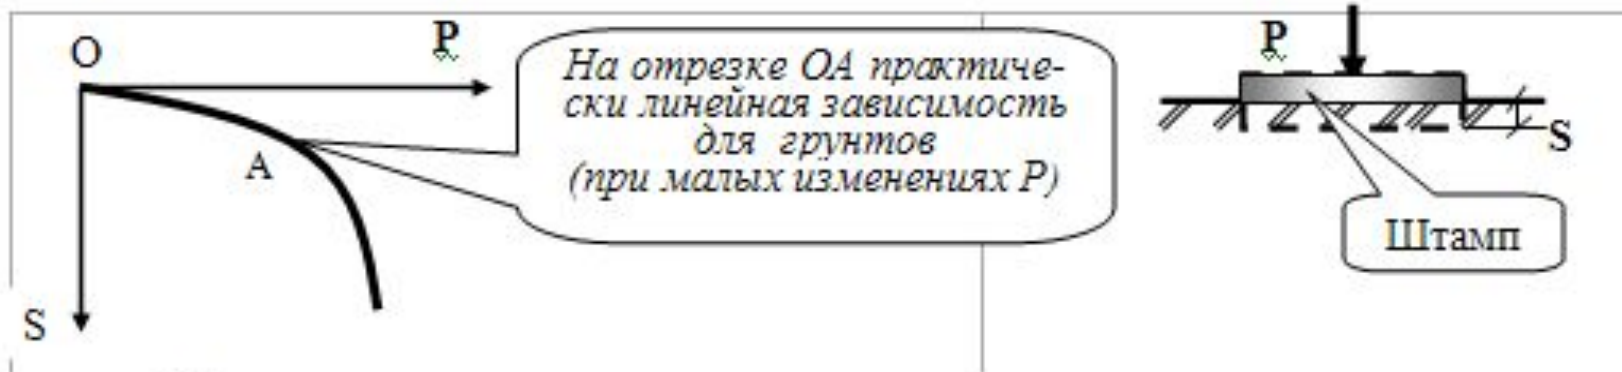 O
P
A
S
На отрезке ОА практиче-
ски линейная зависимость
для грунтов
(при малых изменениях Р)
P
S
Штамп